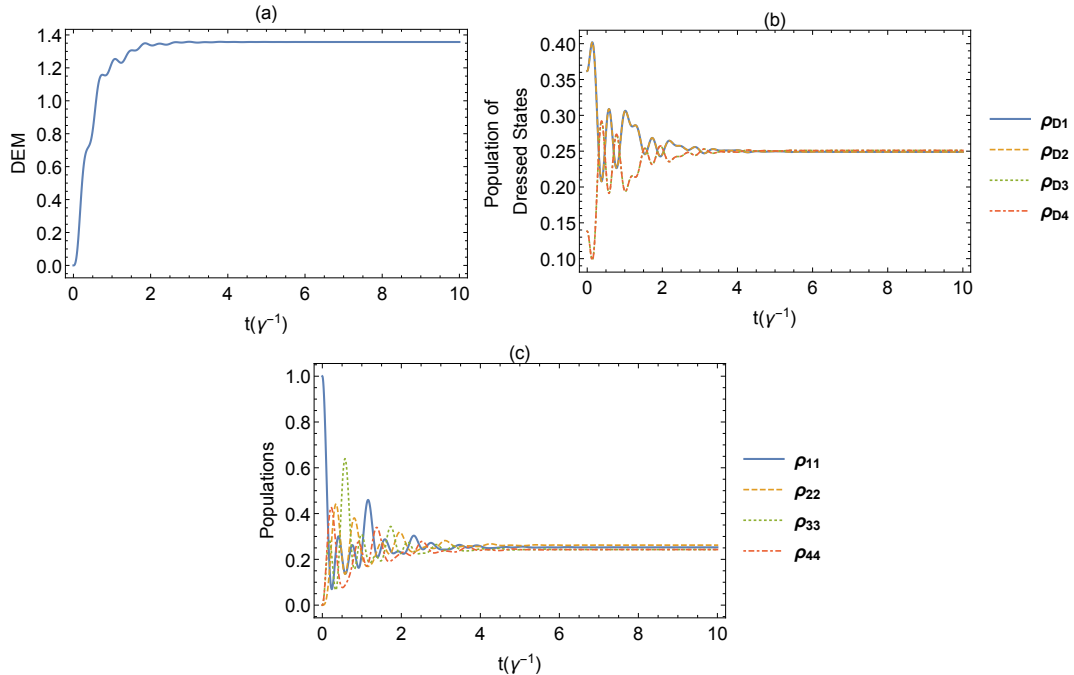 (a)
DEM
1.4
1.2
1.0
0.8
0.6
0.4
0.2
0.0
0 2 4 6 8 10
t(γ⁻¹)
(b)
Population of
Dressed States
0.40
0.35
0.30
0.25
0.20
0.15
0.10
0 2 4 6 8 10
t(γ⁻¹)
ρD1
ρD2
ρD3
ρD4
(c)
Populations
1.0
0.8
0.6
0.4
0.2
0.0
0 2 4 6 8 10
t(γ⁻¹)
ρ11
ρ22
ρ33
ρ44